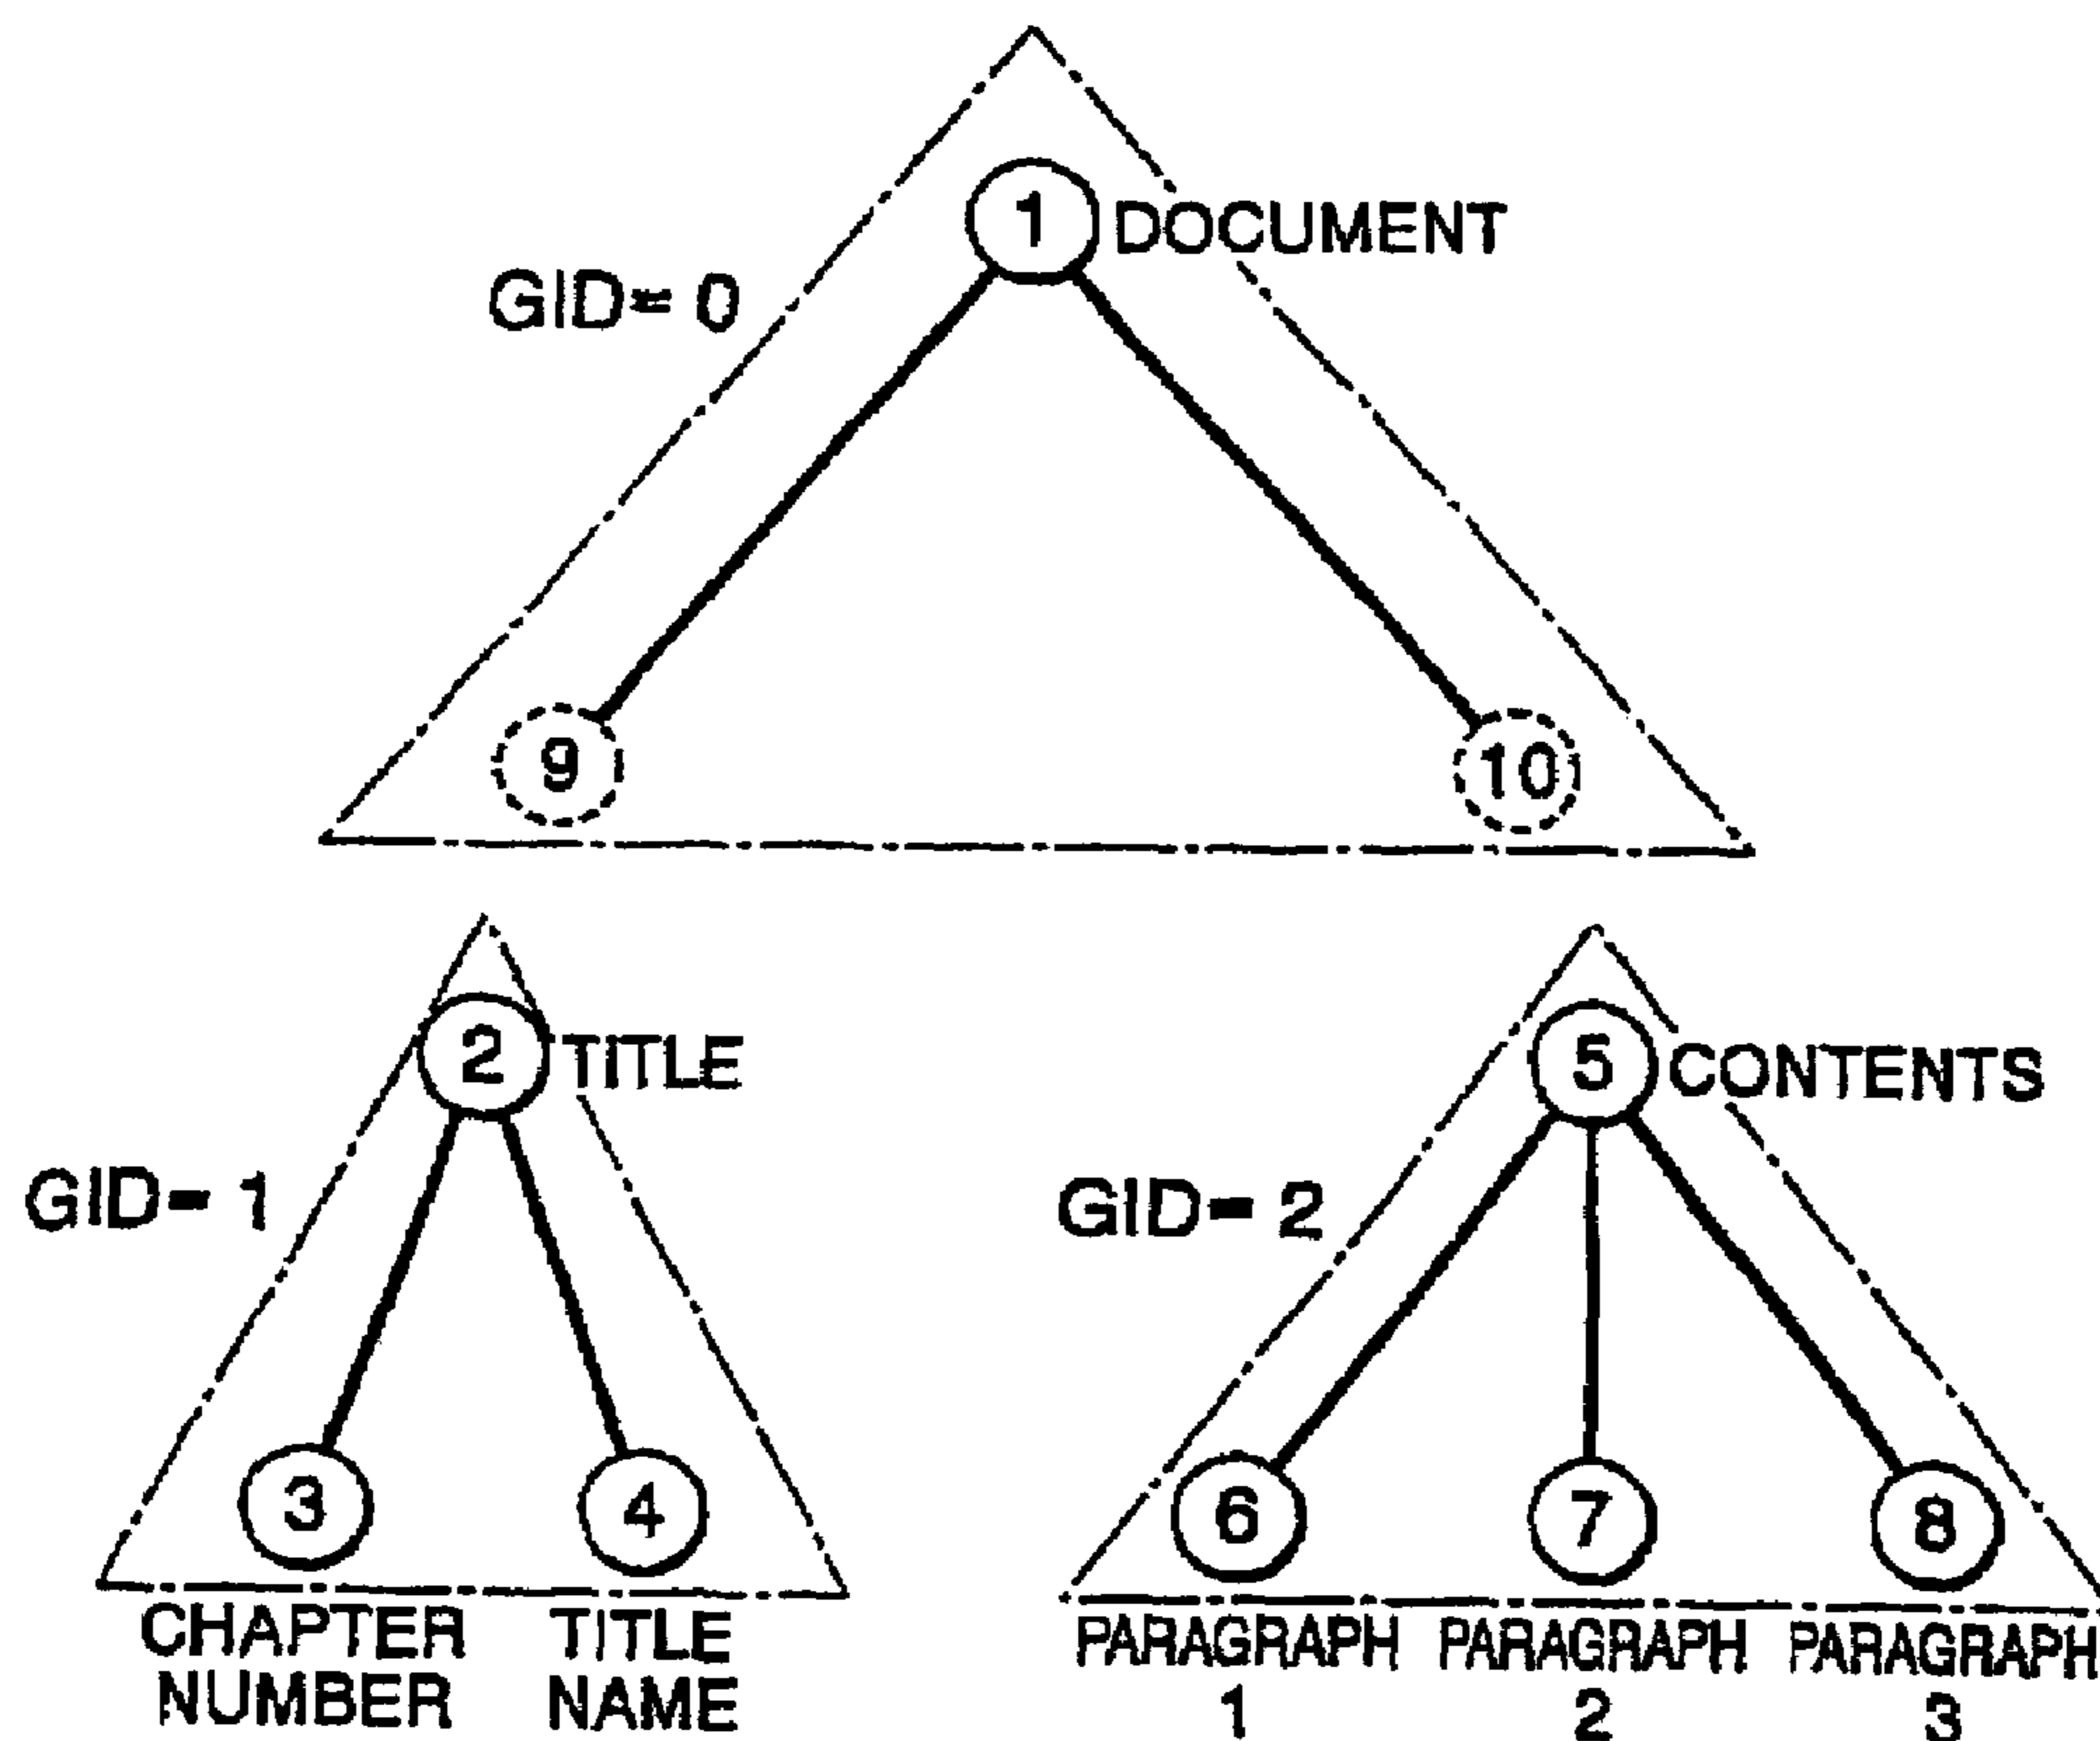 1 DOCUMENT
GID= 0
9 10
2 TITLE
5 CONTENTS
GID= 1
GID= 2
3 4
6 7 8
CHAPTER NUMBER
TITLE NAME
PARAGRAPH 1
PARAGRAPH 2
PARAGRAPH 3